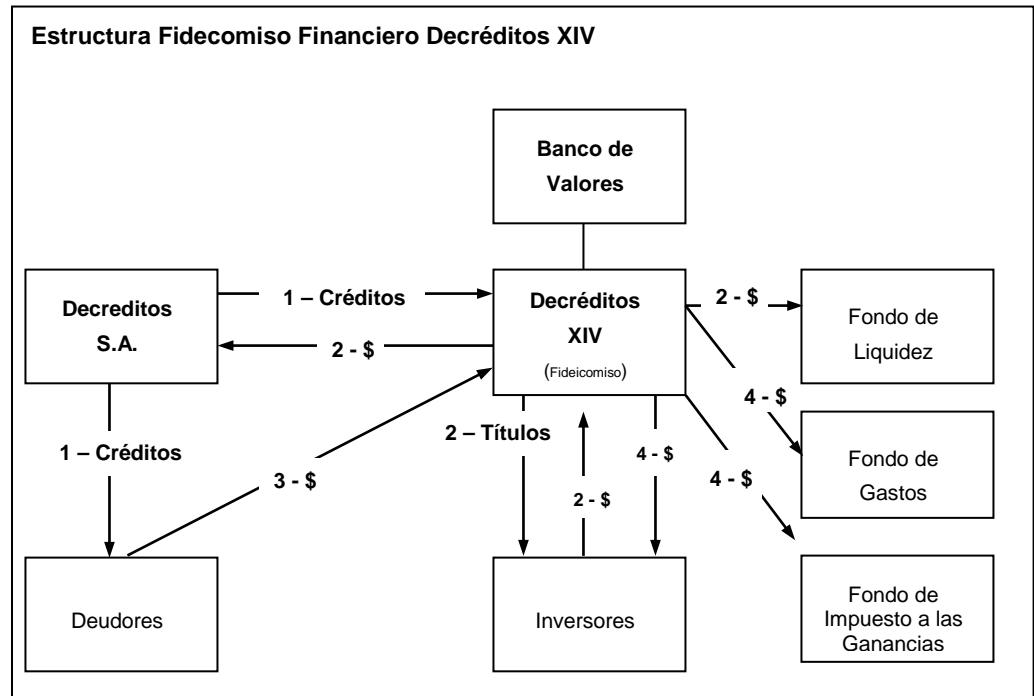 Estructura Fidecomiso Financiero Decréditos XIV
Banco de
Valores
Decreditos
S.A.
1 – Créditos
2 - $
Decréditos
XIV
(Fideicomiso)
2 - $
Fondo de
Liquidez
1 – Créditos
3 - $
2 – Títulos
2 - $
4 - $
4 - $
4 - $
Fondo de
Gastos
Deudores
Inversores
Fondo de
Impuesto a las
Ganancias